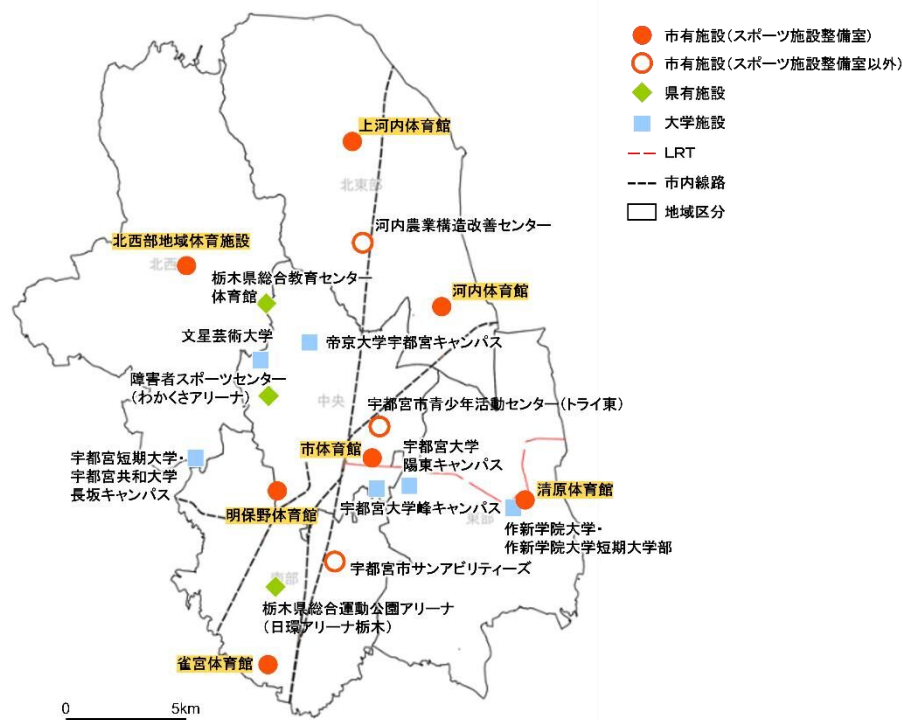 市有施設(スポーツ施設整備室)
市有施設(スポーツ施設整備室以外)
県有施設
大学施設
LRT
市内線路
地域区分
上河内体育館
北東部
河内農業構造改善センター
北西部地域体育施設
北西
栃木県総合教育センター
体育館
河内体育館
文星芸術大学
帝京大学宇都宮キャンパス
障害者スポーツセンター
(わかくさアリーナ)
中央
宇都宮市青少年活動センター(トライ東)
市体育館
宇都宮大学
陽東キャンパス
宇都宮短期大学・
宇都宮共和大学
長坂キャンパス
明保野体育館
宇都宮大学峰キャンパス
清原体育館
東部
作新学院大学・
作新学院大学短期大学部
宇都宮市サンアビリティーズ
南部
栃木県総合運動公園アリーナ
(日環アリーナ栃木)
雀宮体育館
0 5km